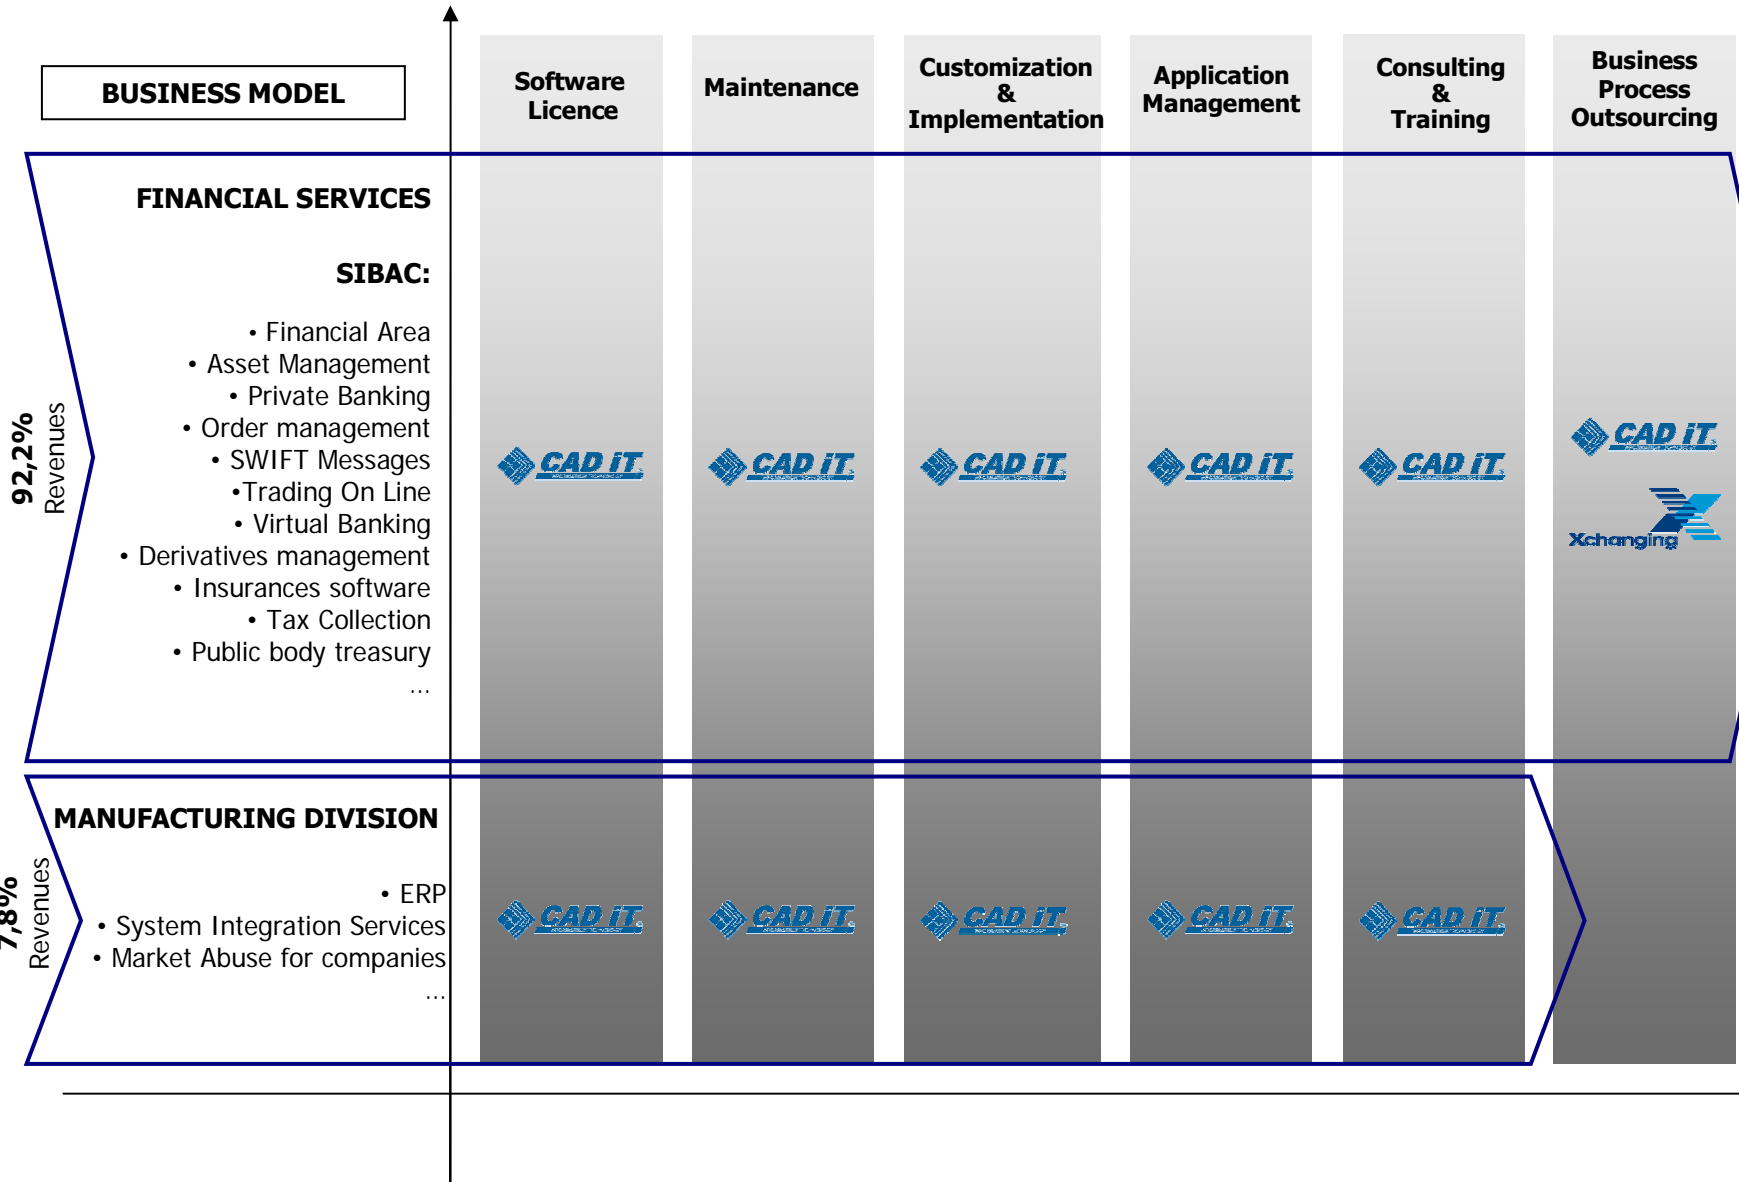 BUSINESS MODEL
Software
Licence
Maintenance
Customization
&
Implementation
Application
Management
Consulting
&
Training
Business
Process
Outsourcing
FINANCIAL SERVICES
SIBAC:
• Financial Area
• Asset Management
• Private Banking
• Order management
• SWIFT Messages
•Trading On Line
• Virtual Banking
• Derivatives management
• Insurances software
• Tax Collection
• Public body treasury
...
92,2%
Revenues
CAD iT
CAD iT
CAD iT
CAD iT
CAD iT
CAD iT
Xchanging
MANUFACTURING DIVISION
• ERP
• System Integration Services
• Market Abuse for companies
...
7,8%
Revenues
CAD iT
CAD iT
CAD iT
CAD iT
CAD iT